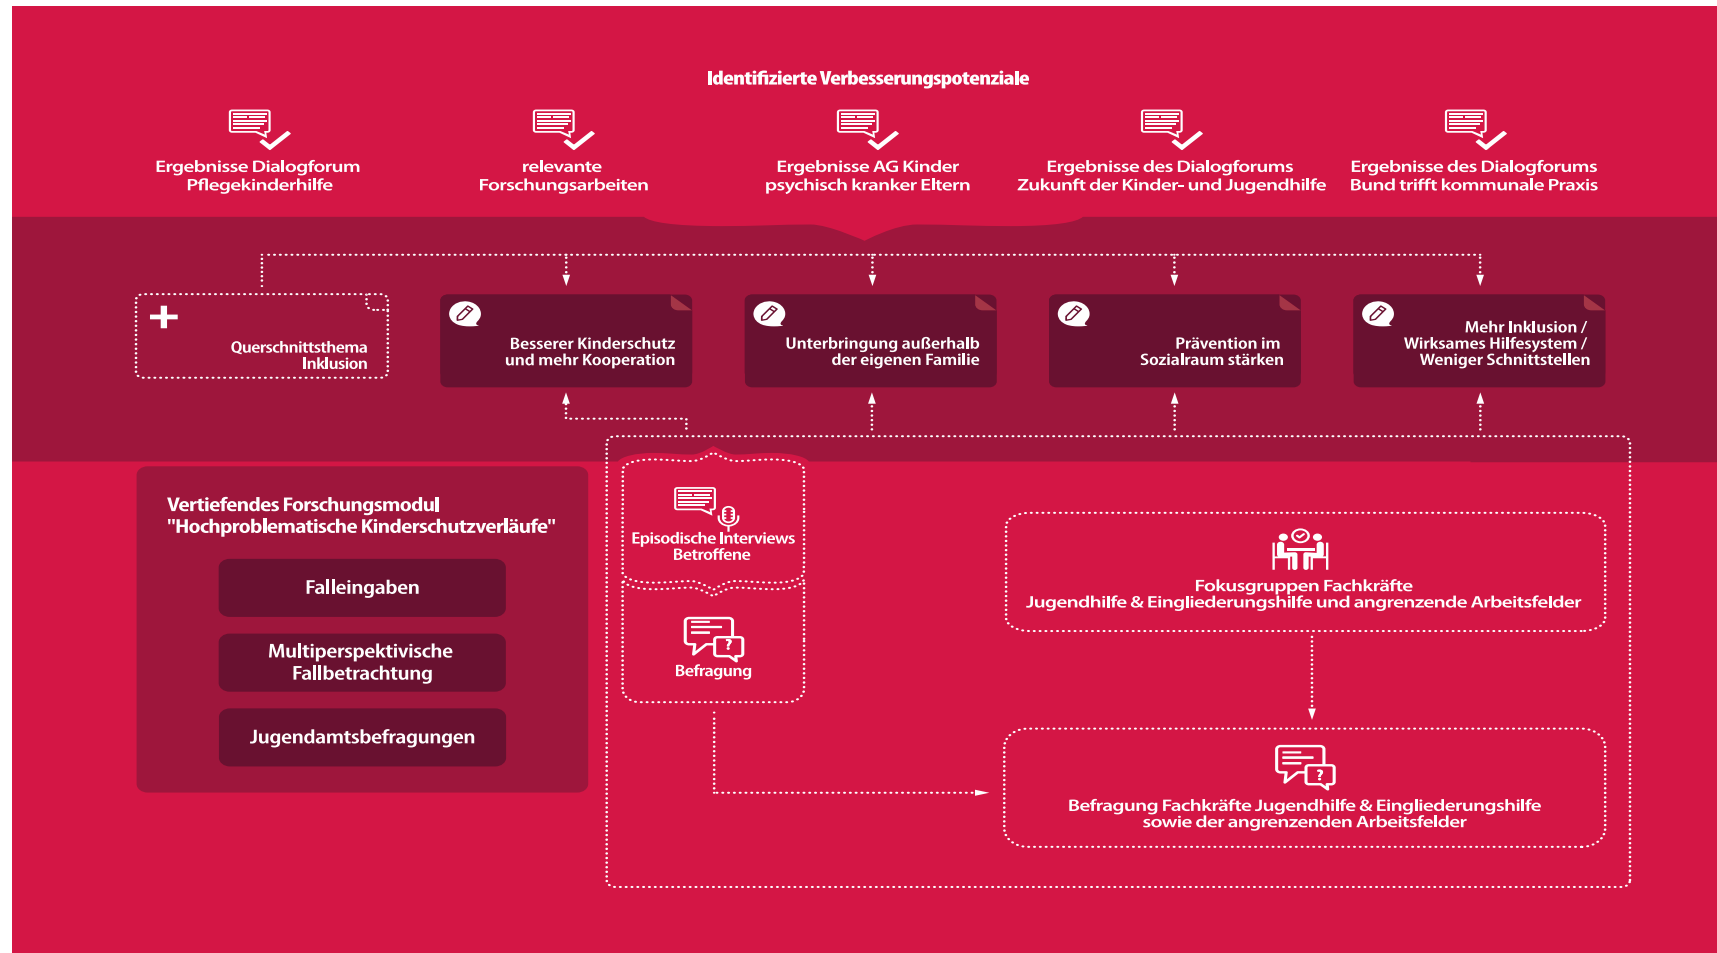 Identifizierte Verbesserungspotenziale
Ergebnisse Dialogforum
Pflegekinderhilfe
relevante
Forschungsarbeiten
Ergebnisse AG Kinder
psychisch kranker Eltern
Ergebnisse des Dialogforums
Zukunft der Kinder- und Jugendhilfe
Ergebnisse des Dialogforums
Bund trifft kommunale Praxis
Querschnittsthema
Inklusion
Besserer Kinderschutz
und mehr Kooperation
Unterbringung außerhalb
der eigenen Familie
Prävention im
Sozialraum stärken
Mehr Inklusion /
Wirksames Hilfesystem /
Weniger Schnittstellen
Vertiefendes Forschungsmodul
"Hochproblematische Kinderschutzverläufe"
Falleingaben
Multiperspektivische
Fallbetrachtung
Jugendamtsbefragungen
Episodische Interviews
Betroffene
?
Befragung
Fokusgruppen Fachkräfte
Jugendhilfe & Eingliederungshilfe und angrenzende Arbeitsfelder
?
Befragung Fachkräfte Jugendhilfe & Eingliederungshilfe
sowie der angrenzenden Arbeitsfelder